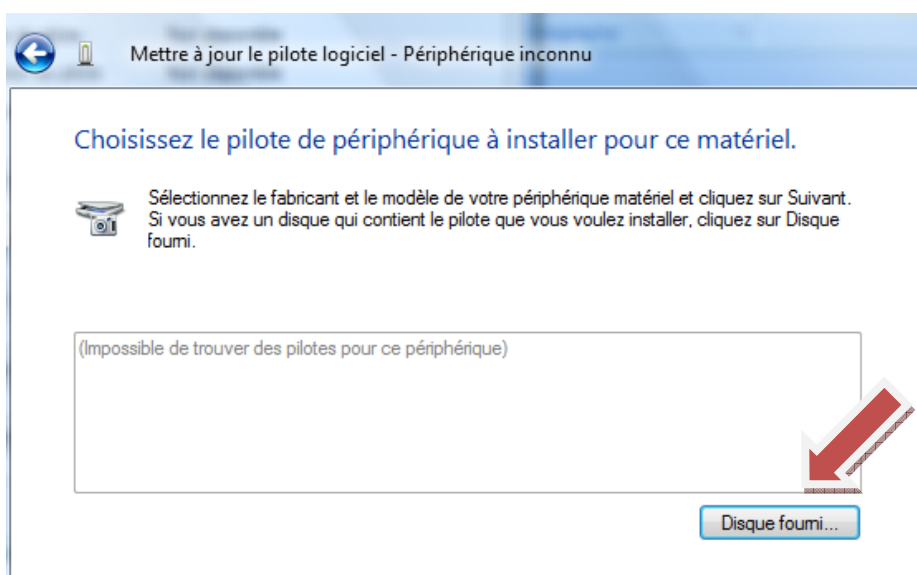 Mettre à jour le pilote logiciel - Périphérique inconnu
Choisissez le pilote de périphérique à installer pour ce matériel.
Sélectionnez le fabricant et le modèle de votre périphérique matériel et cliquez sur Suivant.
Si vous avez un disque qui contient le pilote que vous voulez installer, cliquez sur Disque
fourni.
(Impossible de trouver des pilotes pour ce périphérique)
Disque fourni...